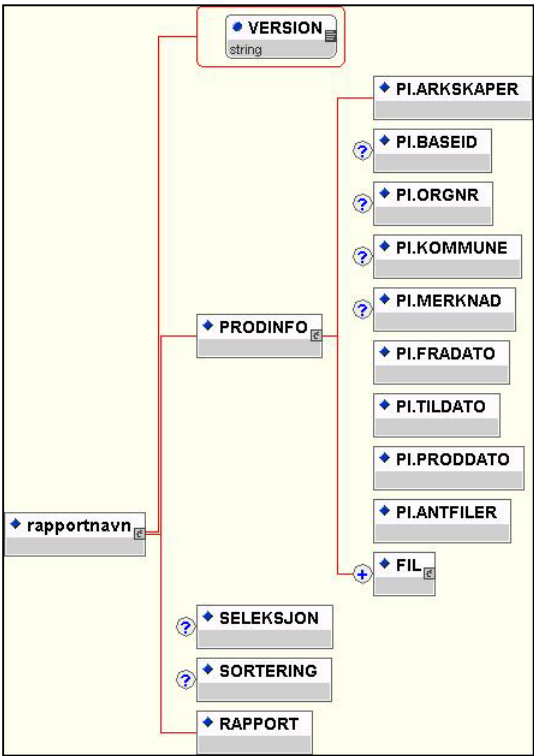 VERSION
string
PI.ARKSKAPER
? PI.BASEID
? PI.ORGNR
? PI.KOMMUNE
? PI.MERKNAD
PRODINFO
PI.FRADATO
PI.TILDATO
PI.PRODDATO
PI.ANTFILER
rapportnavn
+ FIL
? SELEKSJON
? SORTERING
RAPPORT